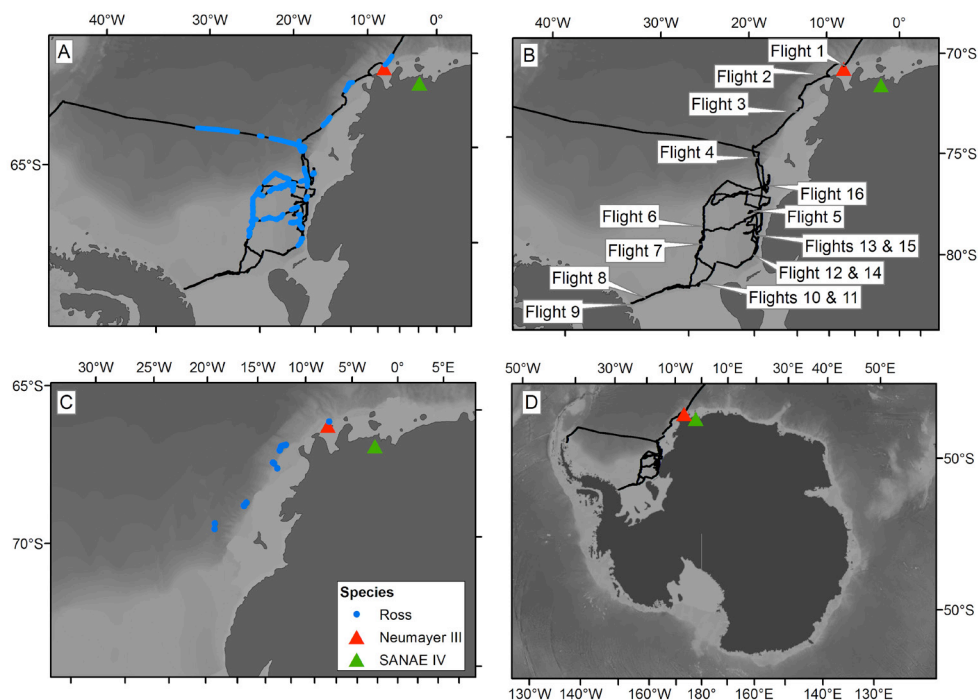 40°W 30°W 20°W 10°W 0°
A
65°S
40°W 30°W 20°W 10°W 0°
B
Flight 1
Flight 2
Flight 3
Flight 4
Flight 16
Flight 5
Flight 6
Flight 7
Flights 13 & 15
Flight 8
Flight 12 & 14
Flight 9
Flights 10 & 11
70°S
75°S
80°S
30°W 25°W 20°W 15°W 10°W 5°W 0° 5°E
C
65°S
70°S
Species
Ross
Neumayer III
SANAE IV
50°W 30°W 10°W 0° 10°E 30°E 40°E 50°E
D
50°S
50°S
130°W 140°W 160°W 180° 160°E 140°E 130°E